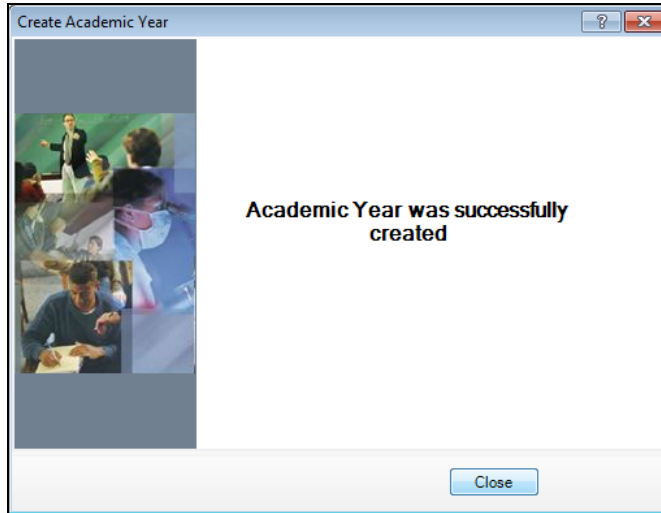 Create Academic Year
?
Academic Year was successfully
created
Close